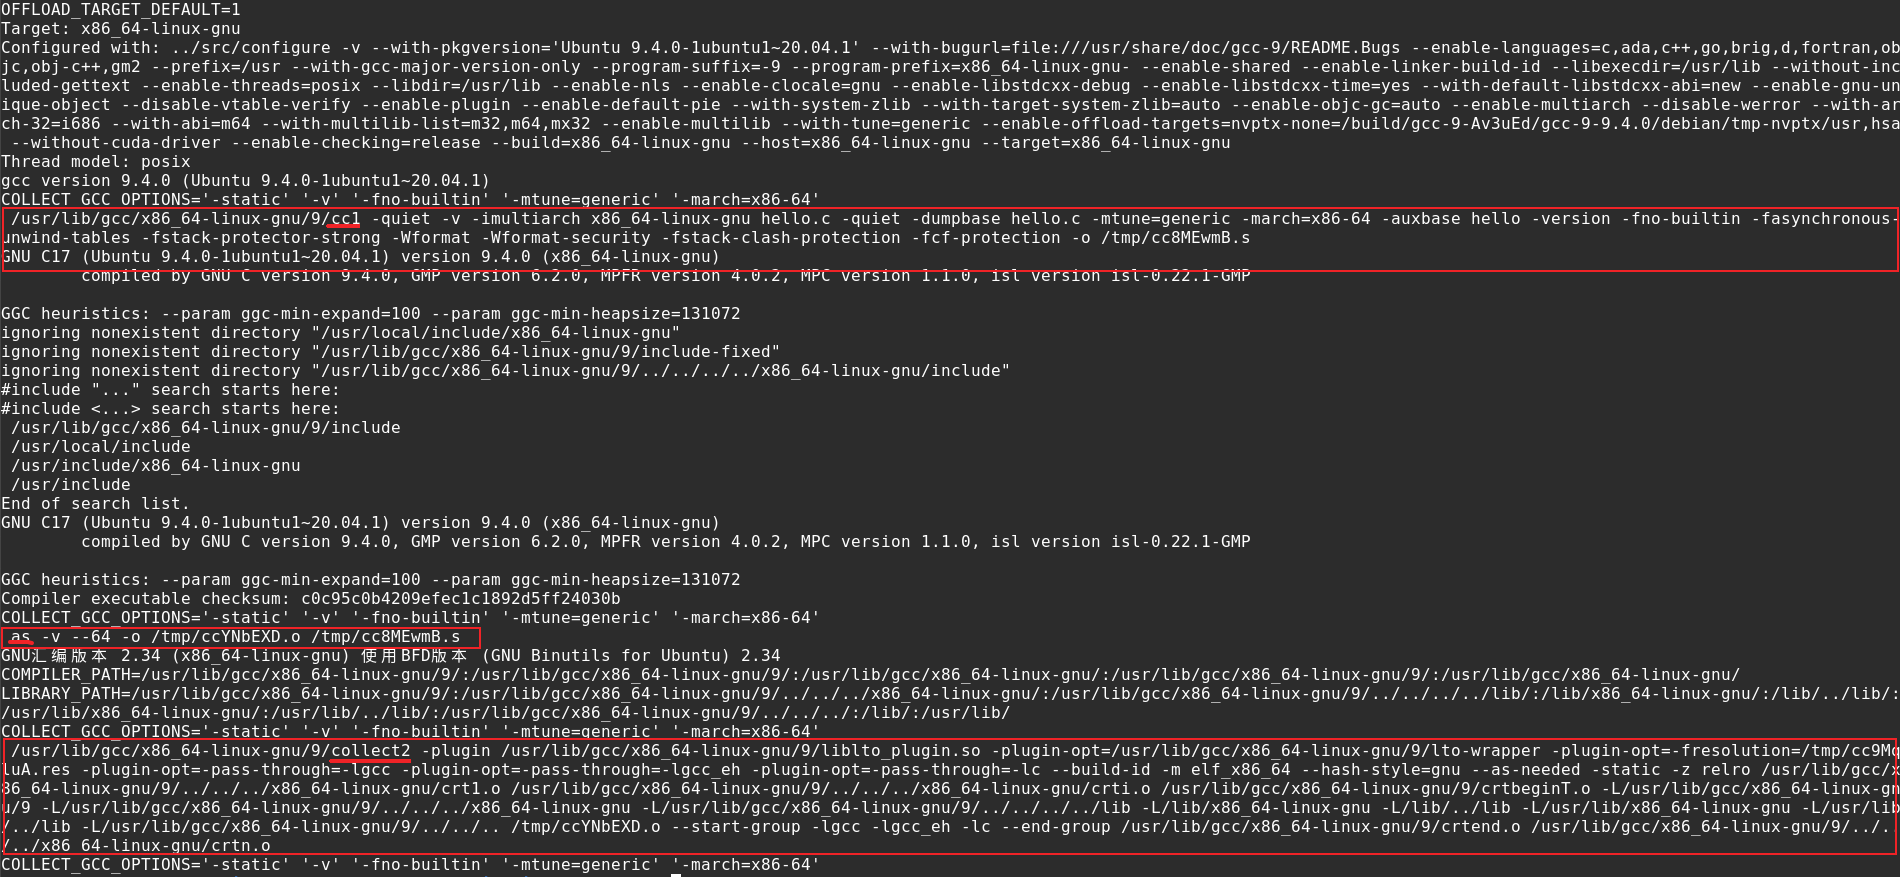 OFFLOAD_TARGET_DEFAULT=1
Target: x86_64-linux-gnu
Configured with: ../src/configure -v --with-pkgversion='Ubuntu 9.4.0-1ubuntu1~20.04.1' --with-bugurl=file:///usr/share/doc/gcc-9/README.Bugs --enable-languages=c,ada,c++,go,brig,d,fortran,ob
jc,obj-c++,gm2 --prefix=/usr --with-gcc-major-version-only --program-suffix=-9 --program-prefix=x86_64-linux-gnu- --enable-shared --enable-linker-build-id --libexecdir=/usr/lib --without-inc
luded-gettext --enable-threads=posix --libdir=/usr/lib --enable-nls --enable-clocale=gnu --enable-libstdcxx-debug --enable-libstdcxx-time=yes --with-default-libstdcxx-abi=new --enable-gnu-un
ique-object --disable-vtable-verify --enable-plugin --enable-default-pie --with-system-zlib --with-target-system-zlib=auto --enable-objc-gc=auto --enable-multiarch --disable-werror --with-ar
ch-32=i686 --with-abi=m64 --with-multilib-list=m32,m64,mx32 --enable-multilib --with-tune=generic --enable-offload-targets=nvptx-none=/build/gcc-9-Av3uEd/gcc-9-9.4.0/debian/tmp-nvptx/usr,hsa
 --without-cuda-driver --enable-checking=release --build=x86_64-linux-gnu --host=x86_64-linux-gnu --target=x86_64-linux-gnu
Thread model: posix
gcc version 9.4.0 (Ubuntu 9.4.0-1ubuntu1~20.04.1)
COLLECT_GCC_OPTIONS='-static' '-v' '-fno-builtin' '-mtune=generic' '-march=x86-64'
 /usr/lib/gcc/x86_64-linux-gnu/9/cc1 -quiet -v -imultiarch x86_64-linux-gnu hello.c -quiet -dumpbase hello.c -mtune=generic -march=x86-64 -auxbase hello -version -fno-builtin -fasynchronous-
unwind-tables -fstack-protector-strong -Wformat -Wformat-security -fstack-clash-protection -fcf-protection -o /tmp/cc8MEwmB.s
GNU C17 (Ubuntu 9.4.0-1ubuntu1~20.04.1) version 9.4.0 (x86_64-linux-gnu)
        compiled by GNU C version 9.4.0, GMP version 6.2.0, MPFR version 4.0.2, MPC version 1.1.0, isl version isl-0.22.1-GMP

GGC heuristics: --param ggc-min-expand=100 --param ggc-min-heapsize=131072
ignoring nonexistent directory "/usr/local/include/x86_64-linux-gnu"
ignoring nonexistent directory "/usr/lib/gcc/x86_64-linux-gnu/9/include-fixed"
ignoring nonexistent directory "/usr/lib/gcc/x86_64-linux-gnu/9/../../../../x86_64-linux-gnu/include"
#include "..." search starts here:
#include <...> search starts here:
 /usr/lib/gcc/x86_64-linux-gnu/9/include
 /usr/local/include
 /usr/include/x86_64-linux-gnu
 /usr/include
End of search list.
GNU C17 (Ubuntu 9.4.0-1ubuntu1~20.04.1) version 9.4.0 (x86_64-linux-gnu)
        compiled by GNU C version 9.4.0, GMP version 6.2.0, MPFR version 4.0.2, MPC version 1.1.0, isl version isl-0.22.1-GMP

GGC heuristics: --param ggc-min-expand=100 --param ggc-min-heapsize=131072
Compiler executable checksum: c0c95c0b4209efec1c1892d5ff24030b
COLLECT_GCC_OPTIONS='-static' '-v' '-fno-builtin' '-mtune=generic' '-march=x86-64'
 as -v --64 -o /tmp/ccYNbEXD.o /tmp/cc8MEwmB.s
GNU汇编版本 2.34 (x86_64-linux-gnu) 使用BFD版本 (GNU Binutils for Ubuntu) 2.34
COMPILER_PATH=/usr/lib/gcc/x86_64-linux-gnu/9/:/usr/lib/gcc/x86_64-linux-gnu/9/:/usr/lib/gcc/x86_64-linux-gnu/:/usr/lib/gcc/x86_64-linux-gnu/9/:/usr/lib/gcc/x86_64-linux-gnu/
LIBRARY_PATH=/usr/lib/gcc/x86_64-linux-gnu/9/:/usr/lib/gcc/x86_64-linux-gnu/9/../../../x86_64-linux-gnu/:/usr/lib/gcc/x86_64-linux-gnu/9/../../../../lib/:/lib/x86_64-linux-gnu/:/lib/../lib/:
/usr/lib/x86_64-linux-gnu/:/usr/lib/../lib/:/usr/lib/gcc/x86_64-linux-gnu/9/../../../:/lib/:/usr/lib/
COLLECT_GCC_OPTIONS='-static' '-v' '-fno-builtin' '-mtune=generic' '-march=x86-64'
 /usr/lib/gcc/x86_64-linux-gnu/9/collect2 -plugin /usr/lib/gcc/x86_64-linux-gnu/9/liblto_plugin.so -plugin-opt=/usr/lib/gcc/x86_64-linux-gnu/9/lto-wrapper -plugin-opt=-fresolution=/tmp/cc9Mq
luA.res -plugin-opt=-pass-through=-lgcc -plugin-opt=-pass-through=-lgcc_eh -plugin-opt=-pass-through=-lc --build-id -m elf_x86_64 --hash-style=gnu --as-needed -static -z relro /usr/lib/gcc/x
86_64-linux-gnu/9/../../../x86_64-linux-gnu/crt1.o /usr/lib/gcc/x86_64-linux-gnu/9/../../../x86_64-linux-gnu/crti.o /usr/lib/gcc/x86_64-linux-gnu/9/crtbeginT.o -L/usr/lib/gcc/x86_64-linux-gn
u/9 -L/usr/lib/gcc/x86_64-linux-gnu/9/../../../x86_64-linux-gnu -L/usr/lib/gcc/x86_64-linux-gnu/9/../../../../lib -L/lib/x86_64-linux-gnu -L/lib/../lib -L/usr/lib/x86_64-linux-gnu -L/usr/lib
/../lib -L/usr/lib/gcc/x86_64-linux-gnu/9/../../.. /tmp/ccYNbEXD.o --start-group -lgcc -lgcc_eh -lc --end-group /usr/lib/gcc/x86_64-linux-gnu/9/crtend.o /usr/lib/gcc/x86_64-linux-gnu/9/../..
/../x86_64-linux-gnu/crtn.o
COLLECT_GCC_OPTIONS='-static' '-v' '-fno-builtin' '-mtune=generic' '-march=x86-64'